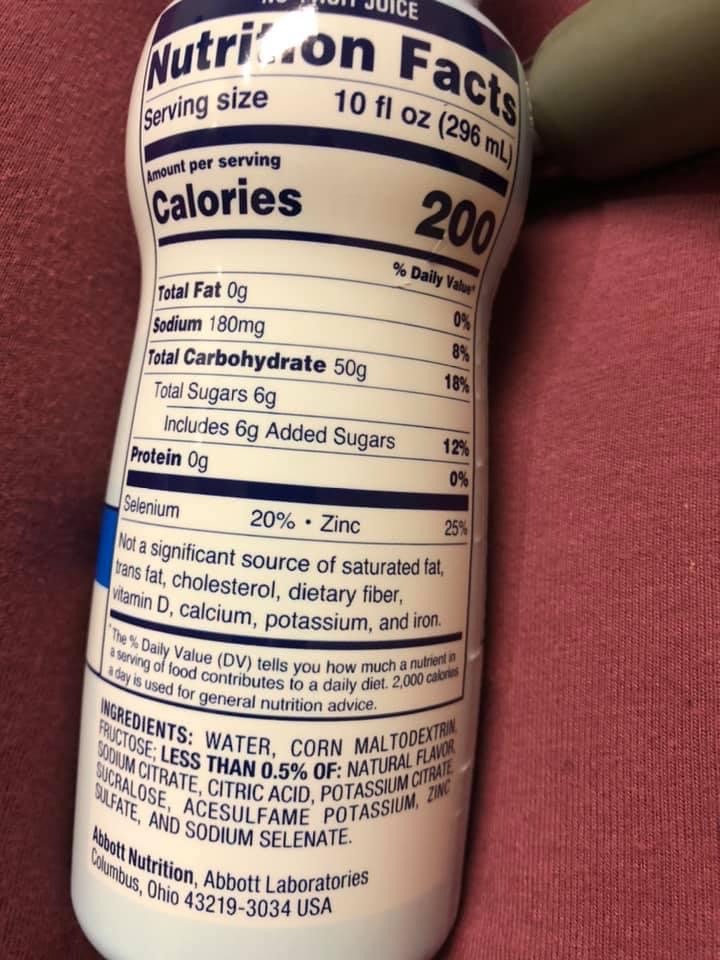 JUICE
Nutrition Facts
Serving size 10 fl oz (296 mL)
Amount per serving
Calories 200
% Daily Value*
Total Fat 0g 0%
Sodium 180mg 8%
Total Carbohydrate 50g 18%
Total Sugars 6g
Includes 6g Added Sugars 12%
Protein 0g 0%
Selenium 20% • Zinc 25%
Not a significant source of saturated fat,
trans fat, cholesterol, dietary fiber,
vitamin D, calcium, potassium, and iron.
*The % Daily Value (DV) tells you how much a nutrient in
a serving of food contributes to a daily diet. 2,000 calories
a day is used for general nutrition advice.
INGREDIENTS: WATER, CORN MALTODEXTRIN,
FRUCTOSE; LESS THAN 0.5% OF: NATURAL FLAVOR,
SODIUM CITRATE, CITRIC ACID, POTASSIUM CITRATE,
SUCRALOSE, ACESULFAME POTASSIUM, ZINC
SULFATE, AND SODIUM SELENATE.
Abbott Nutrition, Abbott Laboratories
Columbus, Ohio 43219-3034 USA